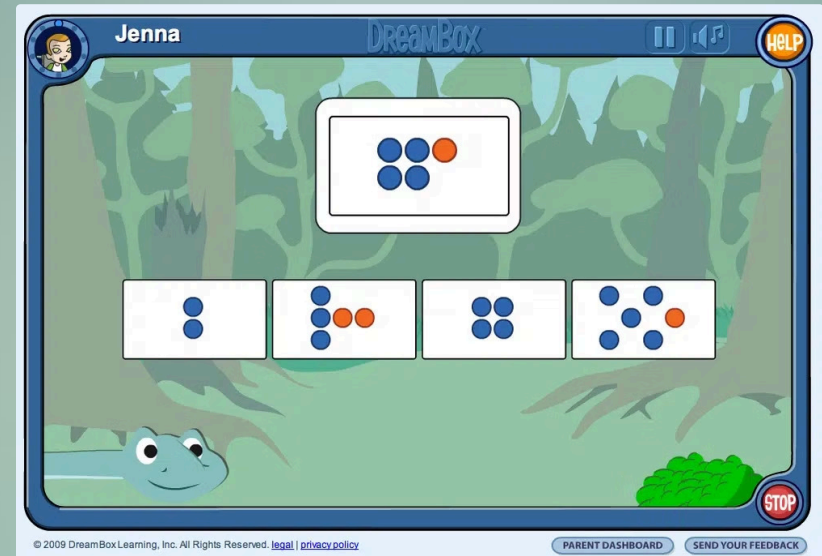 Jenna
DREAMBOX
HELP
STOP
© 2009 DreamBox Learning, Inc. All Rights Reserved. legal | privacy policy
PARENT DASHBOARD
SEND YOUR FEEDBACK